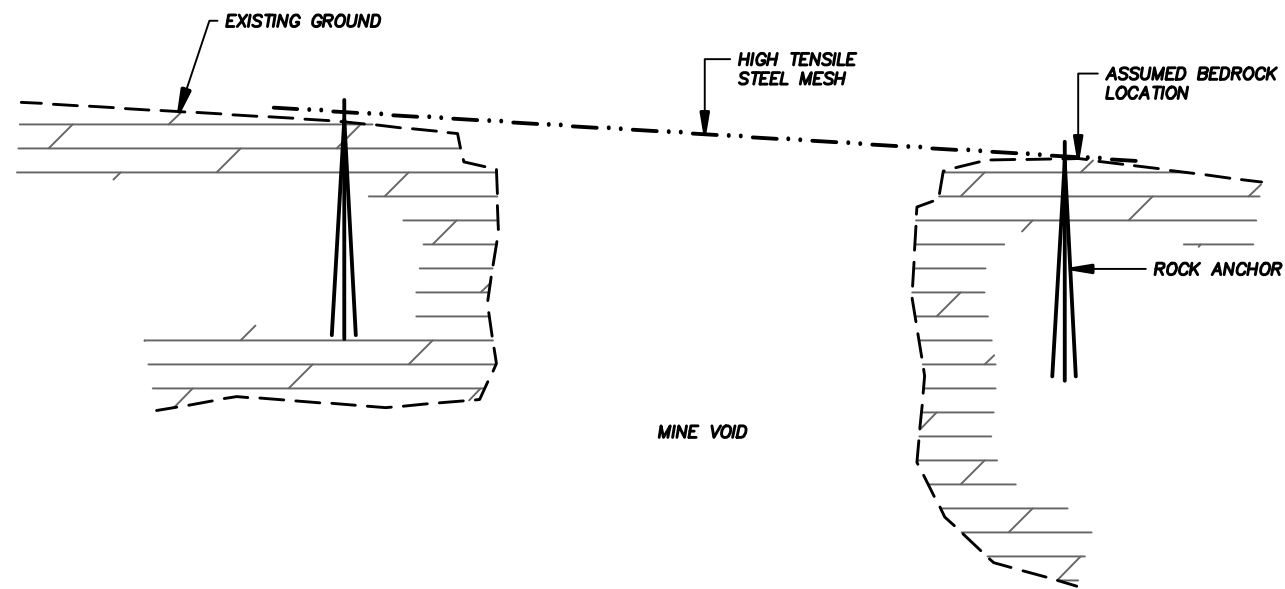 EXISTING GROUND
HIGH TENSILE
STEEL MESH
ASSUMED BEDROCK
LOCATION
ROCK ANCHOR
MINE VOID